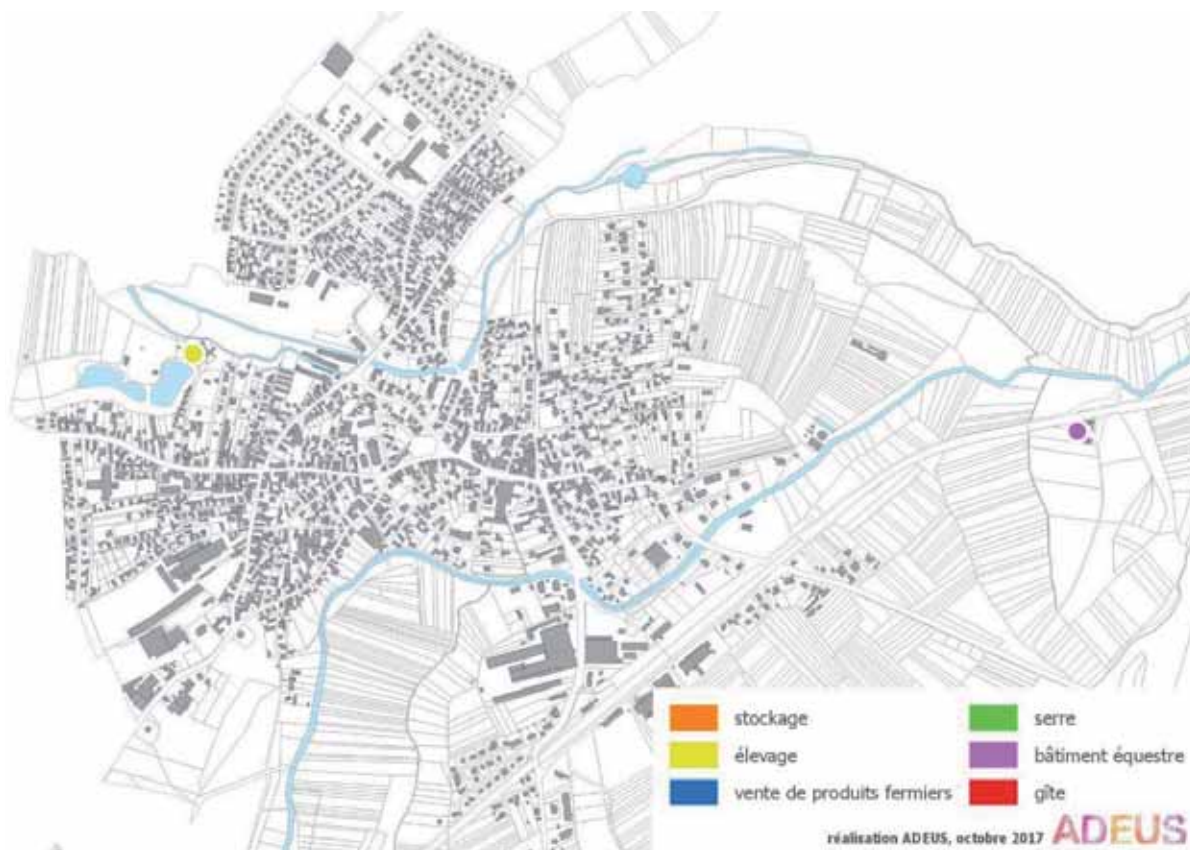 stockage
élevage
vente de produits fermiers
serre
bâtiment équestre
gîte
réalisation ADEUS, octobre 2017 ADEUS